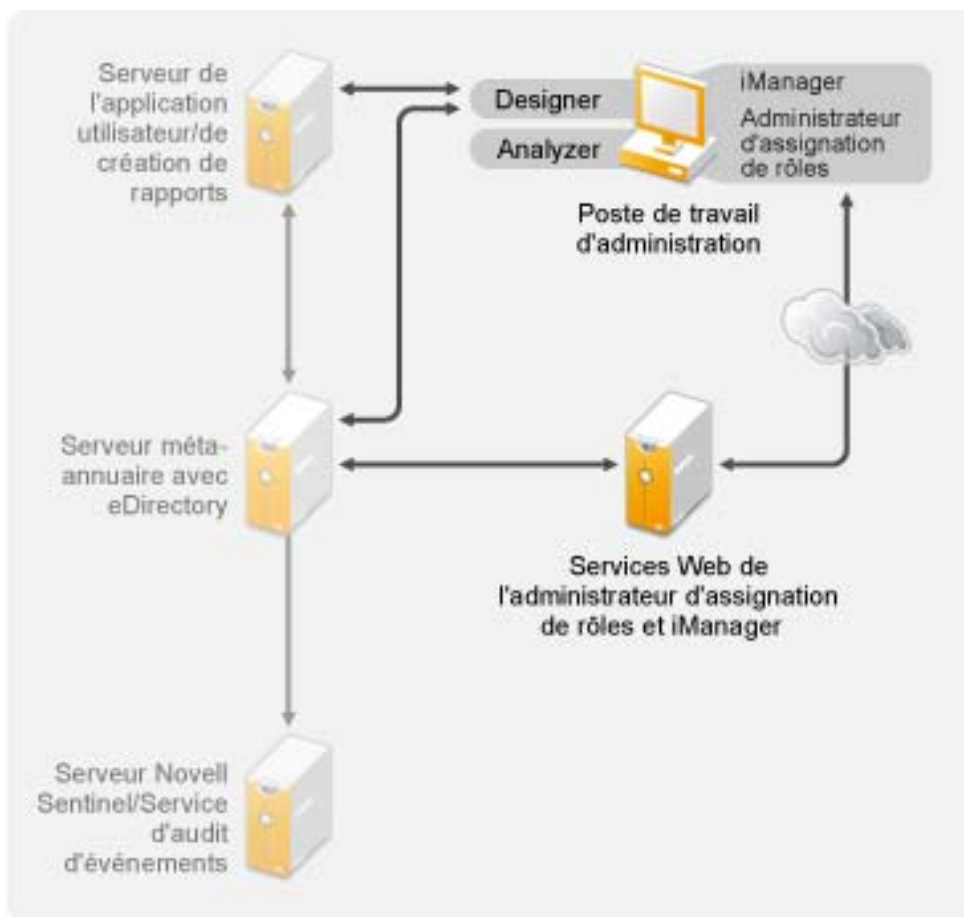 Serveur de
l'application
utilisateur/de
création de
rapports
Designer
Analyzer
iManager
Administrateur
d'assignation
de rôles
Poste de travail
d'administration
Serveur méta-
annuaire avec
eDirectory
Services Web de
l'administrateur d'assignation
de rôles et iManager
Serveur Novell
Sentinel/Service
d'audit
d'événements